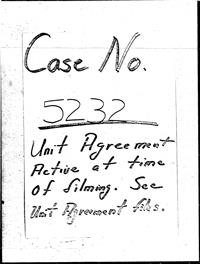 Case No.
5232
Unit Agreement
Active at time
of filming. See
Unit Agreement files.